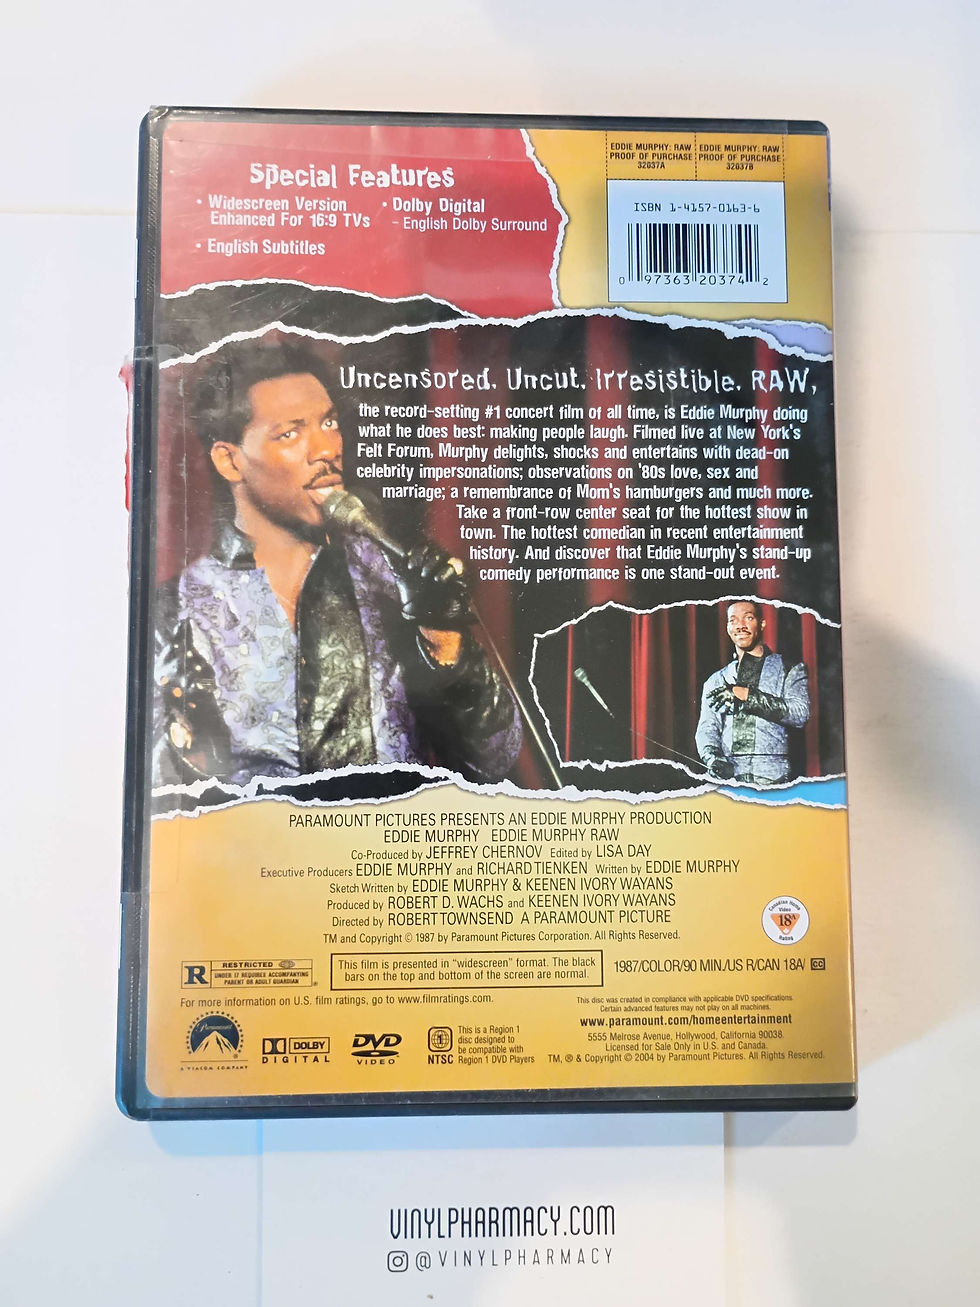 Special Features
• Widescreen Version
Enhanced For 16:9 TVs
• English Subtitles
• Dolby Digital
– English Dolby Surround
EDDIE MURPHY: RAW
PROOF OF PURCHASE
32037A
EDDIE MURPHY: RAW
PROOF OF PURCHASE
32037B
ISBN 1-4157-0163-6
0 97363 20374 2
Uncensored. Uncut. Irresistible. RAW,
the record-setting #1 concert film of all time, is Eddie Murphy doing
what he does best: making people laugh. Filmed live at New York's
Felt Forum, Murphy delights, shocks and entertains with dead-on
celebrity impersonations; observations on '80s love, sex and
marriage; a remembrance of Mom's hamburgers and much more.
Take a front-row center seat for the hottest show in
town. The hottest comedian in recent entertainment
history. And discover that Eddie Murphy's stand-up
comedy performance is one stand-out event.
PARAMOUNT PICTURES PRESENTS AN EDDIE MURPHY PRODUCTION
EDDIE MURPHY EDDIE MURPHY RAW
Co-Produced by JEFFREY CHERNOV Edited by LISA DAY
Executive Producers EDDIE MURPHY and RICHARD TIENKEN Written by EDDIE MURPHY
Sketch Written by EDDIE MURPHY & KEENEN IVORY WAYANS
Produced by ROBERT D. WACHS and KEENEN IVORY WAYANS
Directed by ROBERT TOWNSEND A PARAMOUNT PICTURE
TM and Copyright © 1987 by Paramount Pictures Corporation. All Rights Reserved.
Canadian Home
Video
18A
Rating
R RESTRICTED
UNDER 17 REQUIRES ACCOMPANYING
PARENT OR ADULT GUARDIAN
This film is presented in "widescreen" format. The black
bars on the top and bottom of the screen are normal.
1987/COLOR/90 MIN./US R/CAN 18A/ CC
For more information on U.S. film ratings, go to www.filmratings.com.
This disc was created in compliance with applicable DVD specifications.
Certain advanced features may not play on all machines.
www.paramount.com/homeentertainment
5555 Melrose Avenue, Hollywood, California 90038.
Licensed for Sale Only in U.S. and Canada.
TM, ® & Copyright © 2004 by Paramount Pictures. All Rights Reserved.
Paramount
A VIACOM COMPANY
DOLBY
DIGITAL
DVD
VIDEO
1
NTSC
This is a Region 1
disc designed to
be compatible with
Region 1 DVD Players
VINYLPHARMACY.COM
@VINYLPHARMACY